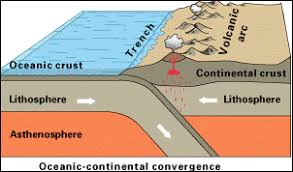 Trench
Volcanic
arc
Oceanic crust
Continental crust
Lithosphere
Lithosphere
Asthenosphere
Oceanic-continental convergence